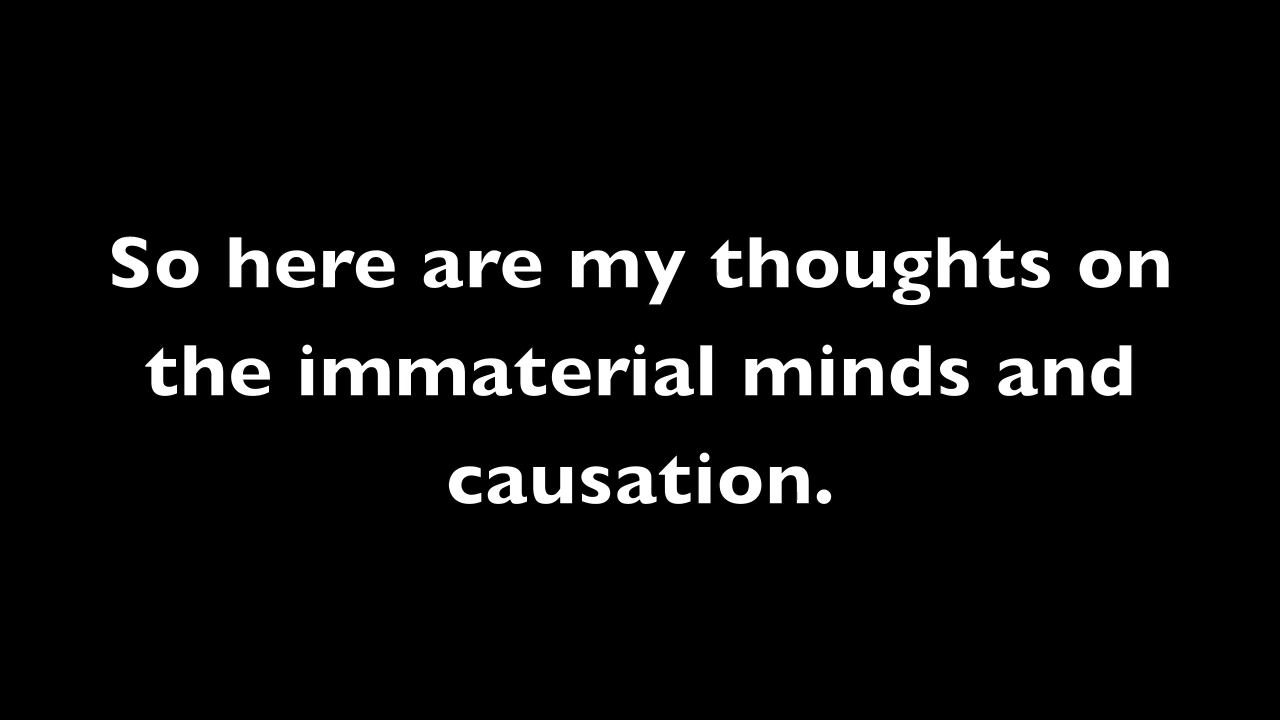 So here are my thoughts on
the immaterial minds and
causation.